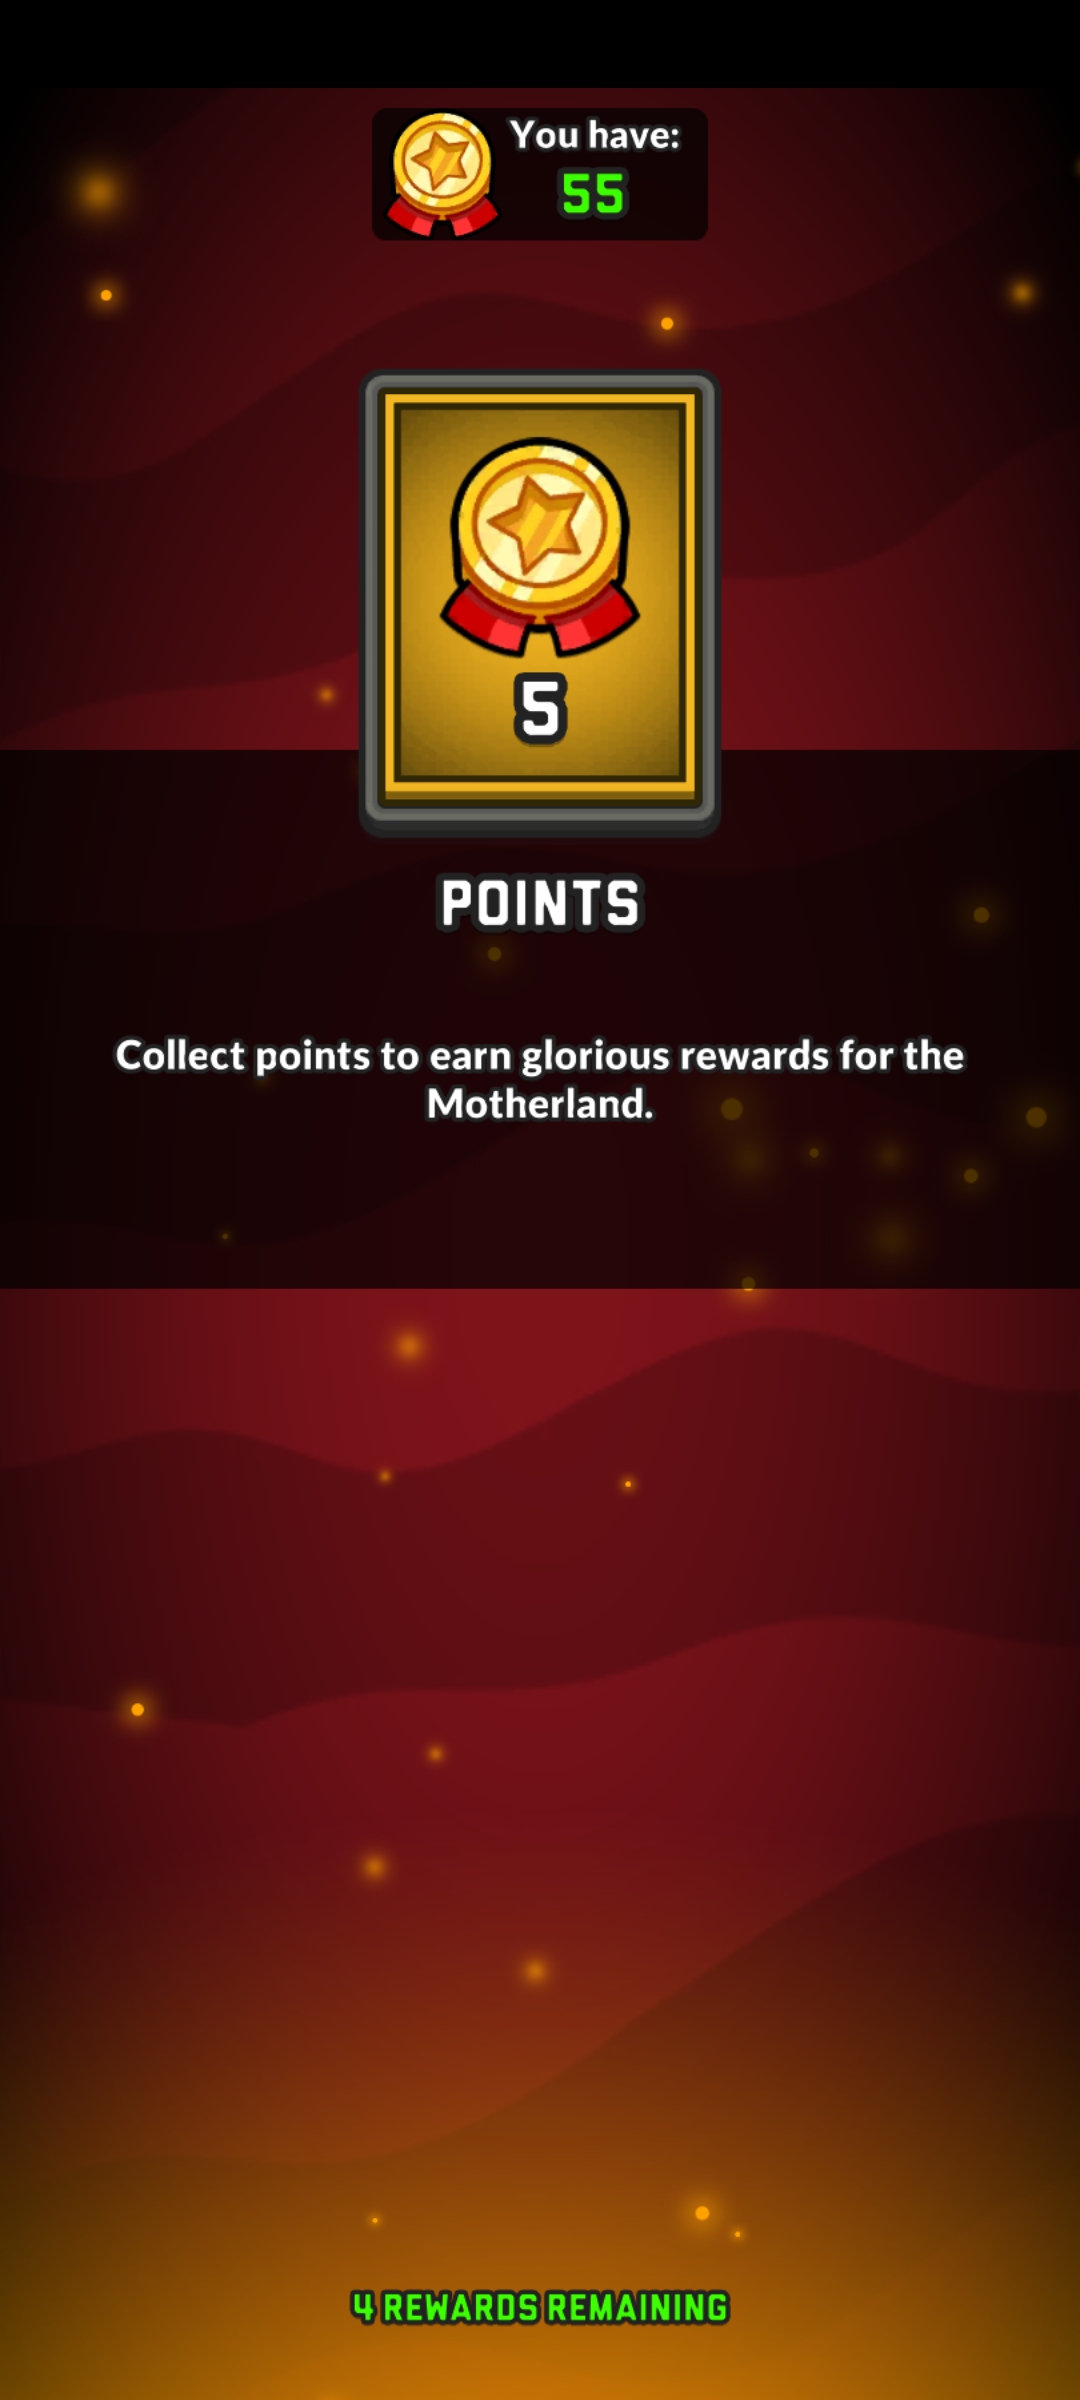 You have:
55
5
POINTS
Collect points to earn glorious rewards for the
Motherland.
4 REWARDS REMAINING